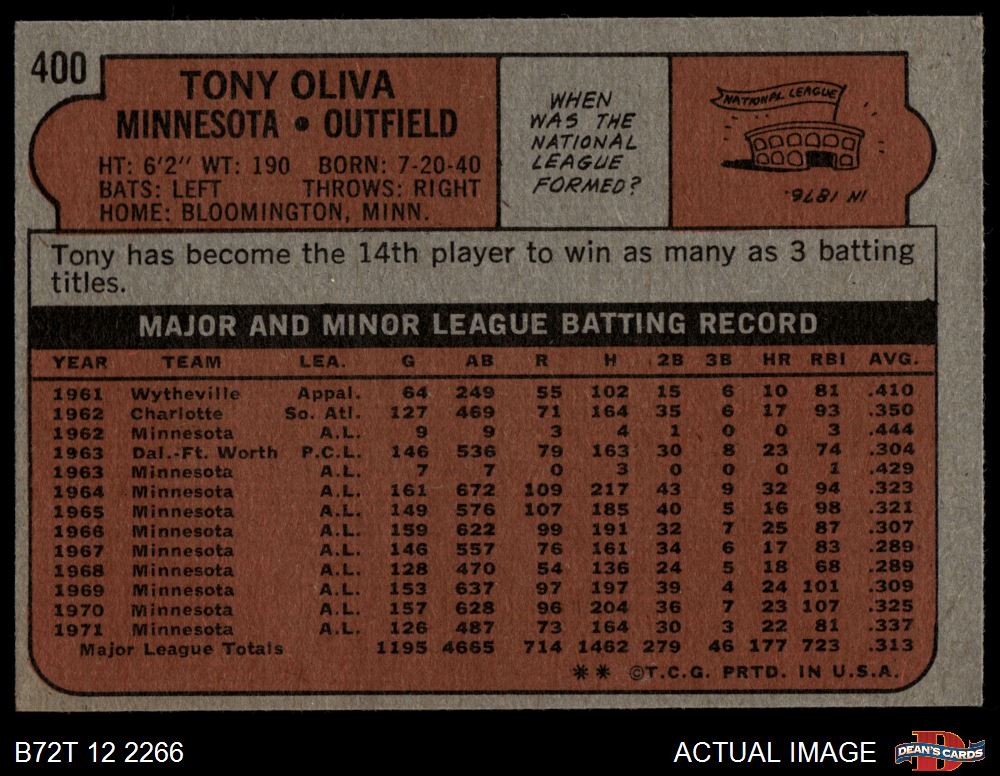 400
TONY OLIVA
MINNESOTA • OUTFIELD
HT: 6'2" WT: 190 BORN: 7-20-40
BATS: LEFT THROWS: RIGHT
HOME: BLOOMINGTON, MINN.
WHEN
WAS THE
NATIONAL
LEAGUE
FORMED?
NATIONAL LEAGUE
IN 1876.
Tony has become the 14th player to win as many as 3 batting
titles.
MAJOR AND MINOR LEAGUE BATTING RECORD
YEAR TEAM LEA. G AB R H 2B 3B HR RBI AVG.
1961 Wytheville Appal. 64 249 55 102 15 6 10 81 .410
1962 Charlotte So. Atl. 127 469 71 164 35 6 17 93 .350
1962 Minnesota A.L. 9 9 3 4 1 0 0 3 .444
1963 Dal.-Ft. Worth P.C.L. 146 536 79 163 30 8 23 74 .304
1963 Minnesota A.L. 7 7 0 3 0 0 0 1 .429
1964 Minnesota A.L. 161 672 109 217 43 9 32 94 .323
1965 Minnesota A.L. 149 576 107 185 40 5 16 98 .321
1966 Minnesota A.L. 159 622 99 191 32 7 25 87 .307
1967 Minnesota A.L. 146 557 76 161 34 6 17 83 .289
1968 Minnesota A.L. 128 470 54 136 24 5 18 68 .289
1969 Minnesota A.L. 153 637 97 197 39 4 24 101 .309
1970 Minnesota A.L. 157 628 96 204 36 7 23 107 .325
1971 Minnesota A.L. 126 487 73 164 30 3 22 81 .337
Major League Totals 1195 4665 714 1462 279 46 177 723 .313
** ©T.C.G. PRTD. IN U.S.A.
B72T 12 2266
ACTUAL IMAGE
D
DEAN'S CARDS